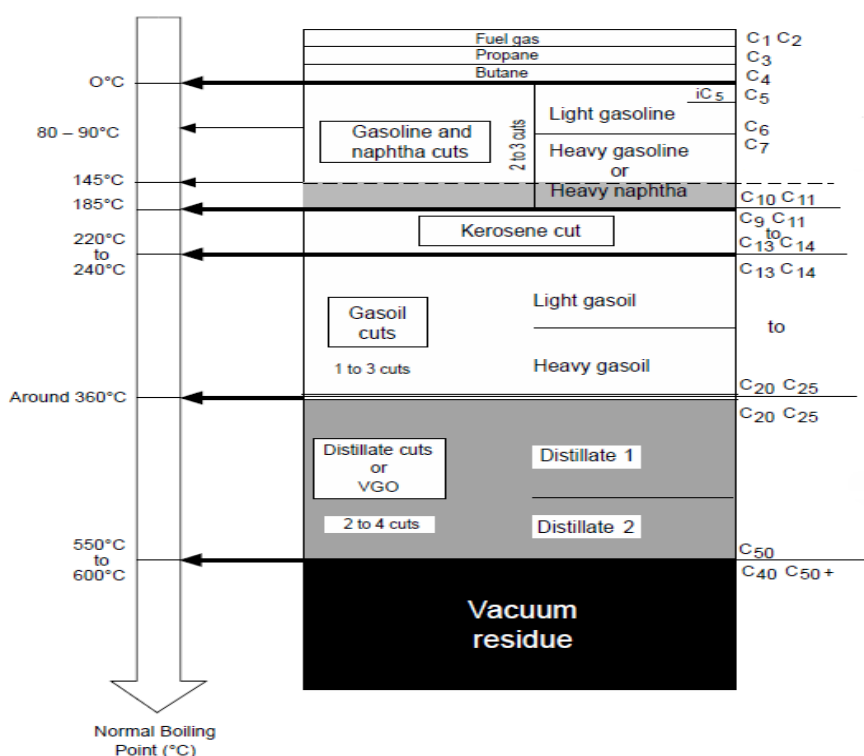 Fuel gas
C1 C2
Propane
C3
Butane
C4
O°C
iC5
C5
Light gasoline
80 – 90°C
Gasoline and
naphtha cuts
2 to 3 cuts
C6
C7
Heavy gasoline
or
Heavy naphtha
145°C
185°C
C10 C11
C9 C11
to
C13 C14
Kerosene cut
220°C
to
240°C
C13 C14
Light gasoil
Gasoil
cuts
to
Heavy gasoil
1 to 3 cuts
C20 C25
Around 360°C
C20 C25
Distillate cuts
or
VGO
Distillate 1
2 to 4 cuts
Distillate 2
550°C
to
600°C
C50
C40 C50 +
Vacuum
residue
Normal Boiling
Point (°C)